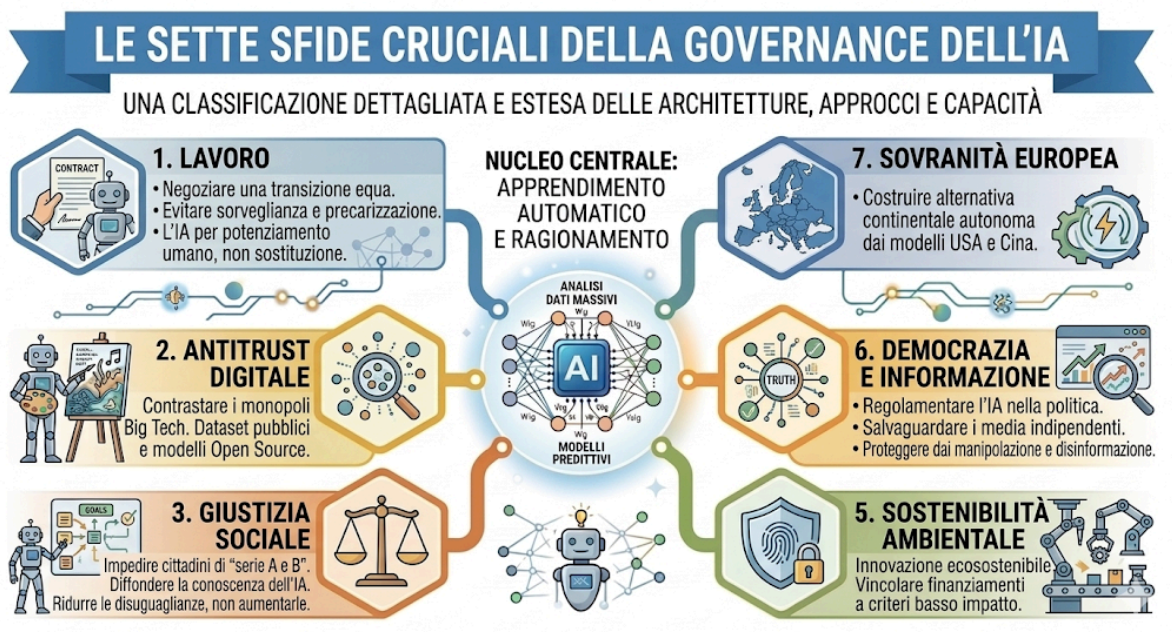 LE SETTE SFIDE CRUCIALI DELLA GOVERNANCE DELL'IA
UNA CLASSIFICAZIONE DETTAGLIATA E ESTESA DELLE ARCHITETTURE, APPROCCI E CAPACITÀ
CONTRACT
1. LAVORO
• Negoziare una transizione equa.
• Evitare sorveglianza e precarizzazione.
• L'IA per potenziamento
umano, non sostituzione.
2. ANTITRUST
DIGITALE
Contrastare i monopoli
Big Tech. Dataset pubblici
e modelli Open Source.
GOALS
3. GIUSTIZIA
SOCIALE
Impedire cittadini di "serie A e B".
Diffondere la conoscenza dell'IA.
Ridurre le disuguaglianze, non aumentarle.
NUCLEO CENTRALE:
APPRENDIMENTO
AUTOMATICO
E RAGIONAMENTO
ANALISI
DATI MASSIVI
AI
MODELLI
PREDITTIVI
7. SOVRANITÀ EUROPEA
• Costruire alternativa
continentale autonoma
dai modelli USA e Cina.
TRUTH
6. DEMOCRAZIA
E INFORMAZIONE
• Regolamentare l'IA nella politica.
• Salvaguardare i media indipendenti.
• Proteggere dai manipolazione e disinformazione.
5. SOSTENIBILITÀ
AMBIENTALE
Innovazione ecosostenibile
Vincolare finanziamenti
a criteri basso impatto.